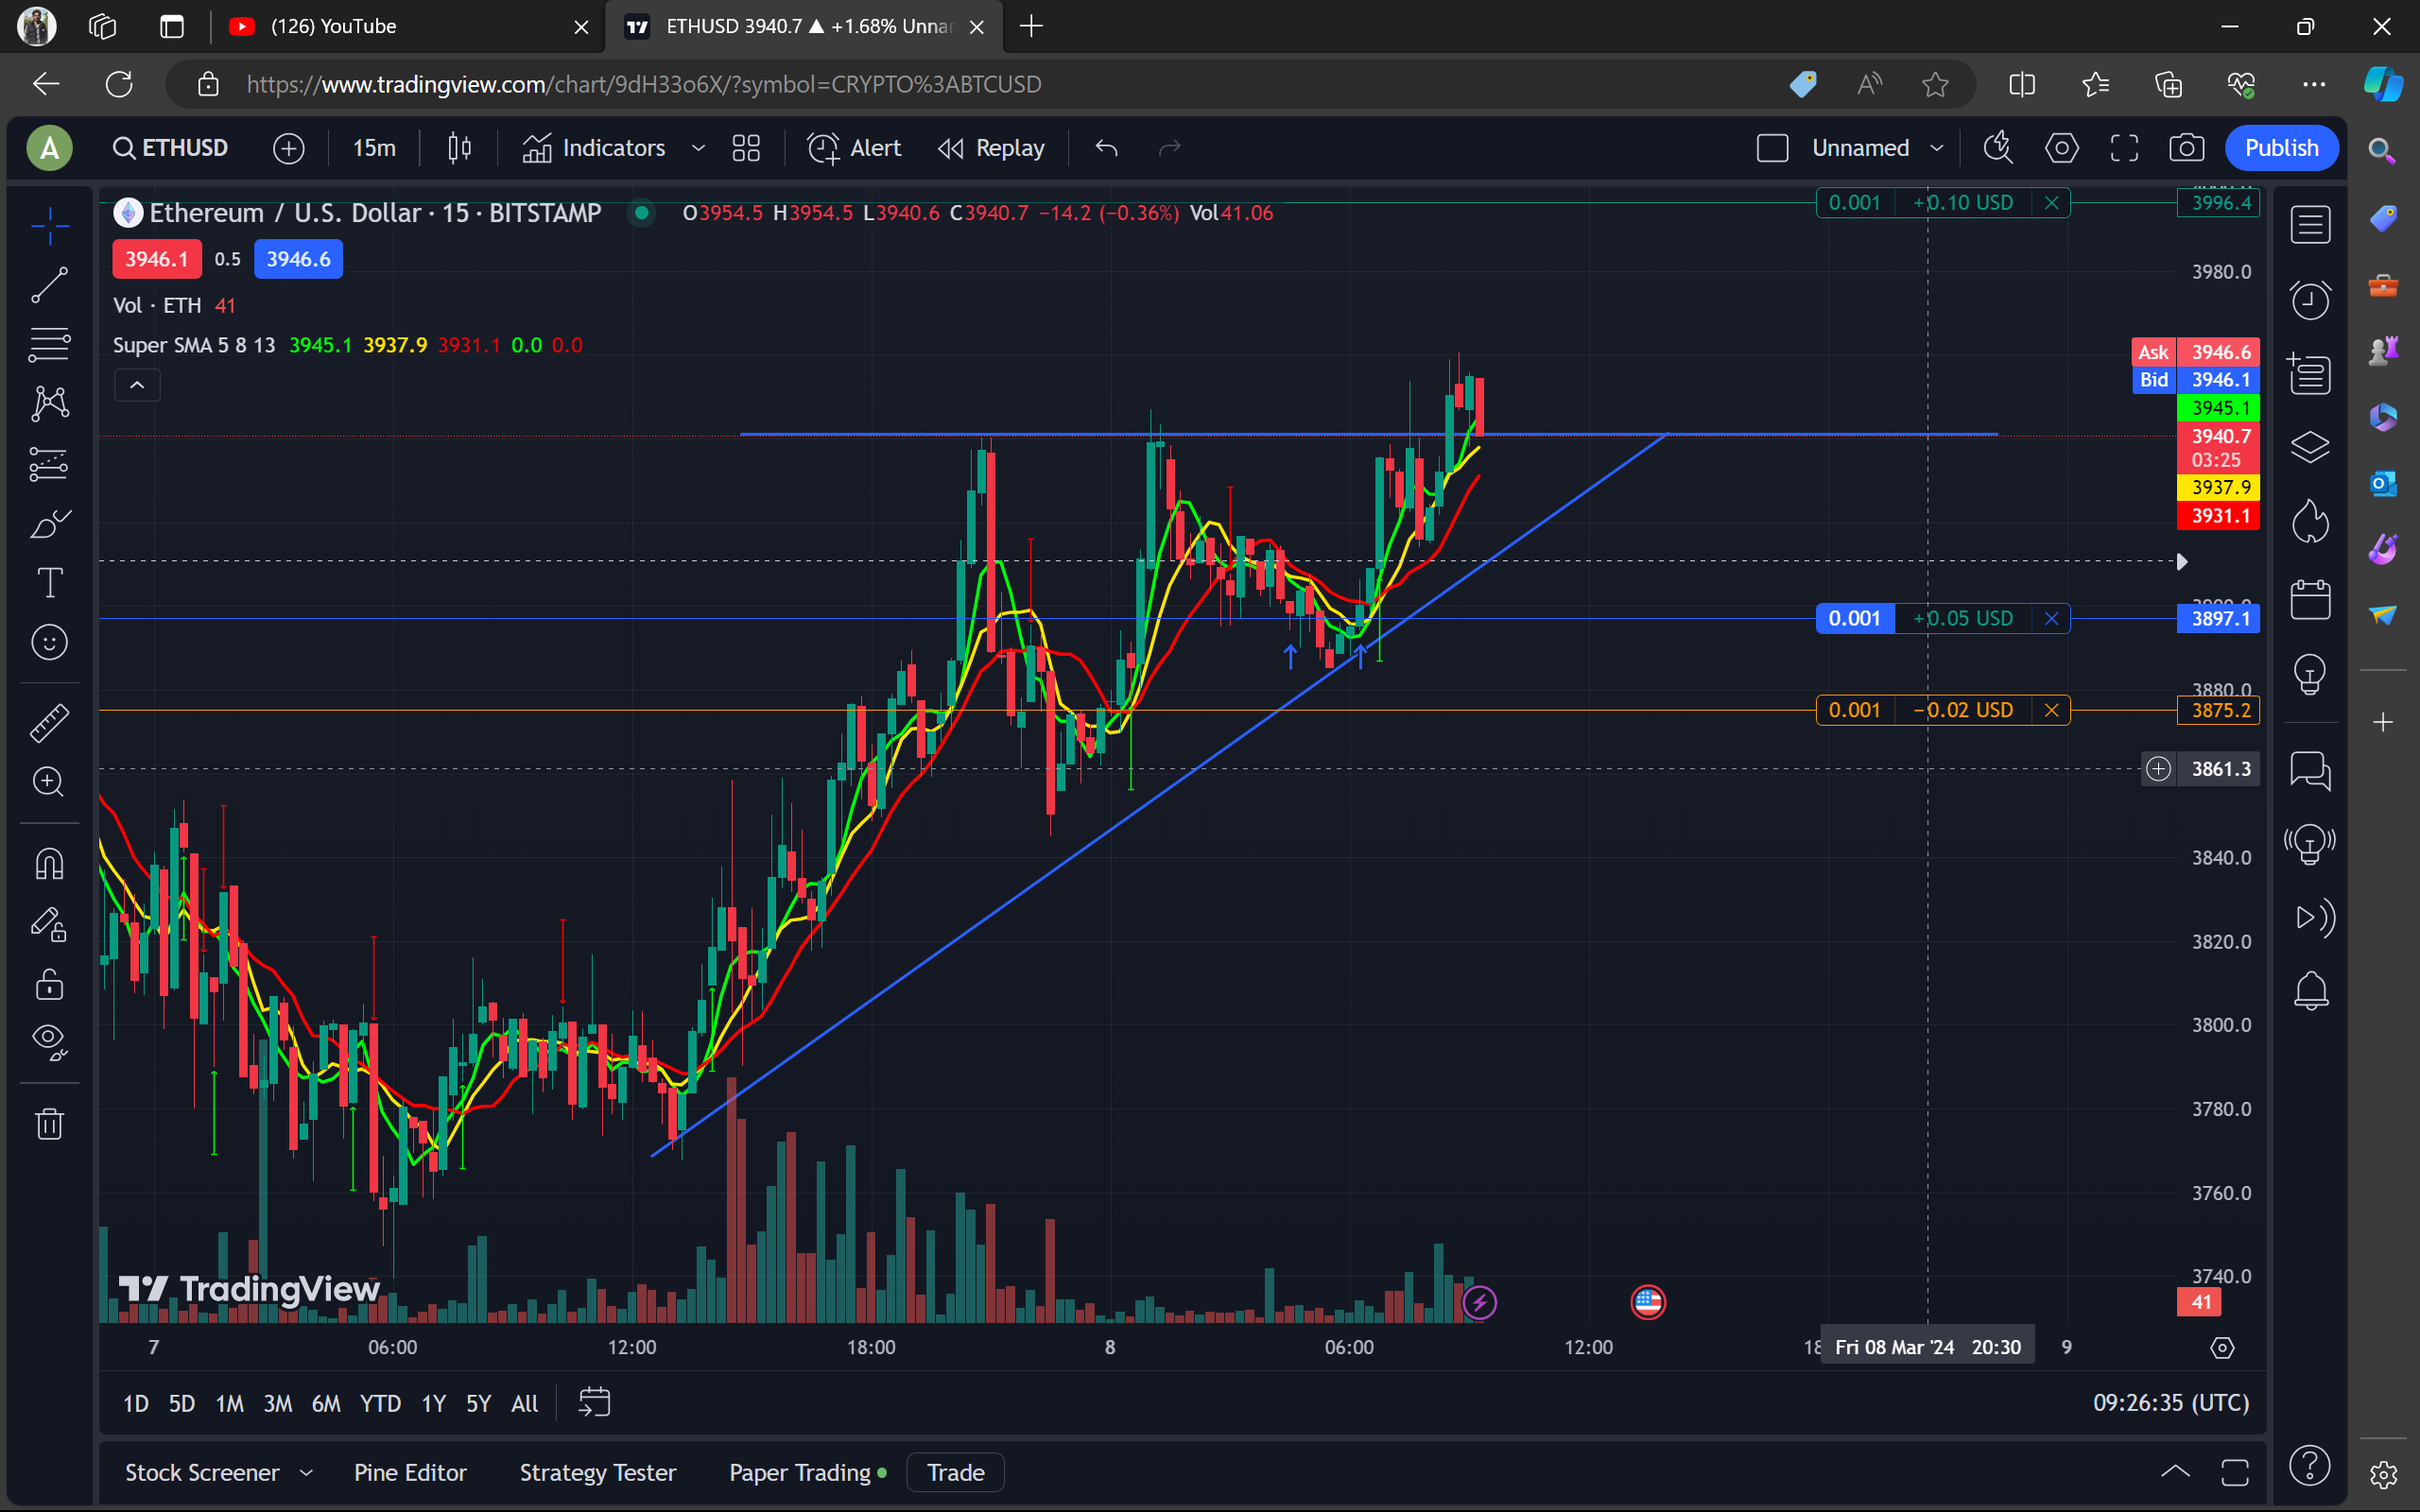 (126) YouTube
ETHUSD 3940.7 ▲ +1.68% Unnar
https://www.tradingview.com/chart/9dH33o6X/?symbol=CRYPTO%3ABTCUSD
A ETHUSD 15m Indicators Alert Replay Unnamed Publish
Ethereum / U.S. Dollar · 15 · BITSTAMP O3954.5 H3954.5 L3940.6 C3940.7 −14.2 (−0.36%) Vol41.06
0.001 +0.10 USD 3996.4
3946.1 0.5 3946.6
3980.0
Vol · ETH 41
Super SMA 5 8 13 3945.1 3937.9 3931.1 0.0 0.0
Ask 3946.6
Bid 3946.1
3945.1
3940.7
03:25
3937.9
3931.1
0.001 +0.05 USD 3897.1
3880.0
0.001 −0.02 USD 3875.2
3861.3
3840.0
3820.0
3800.0
3780.0
3760.0
3740.0
TradingView
41
7 06:00 12:00 18:00 8 06:00 12:00 18 Fri 08 Mar '24 20:30 9
1D 5D 1M 3M 6M YTD 1Y 5Y All 09:26:35 (UTC)
Stock Screener Pine Editor Strategy Tester Paper Trading Trade